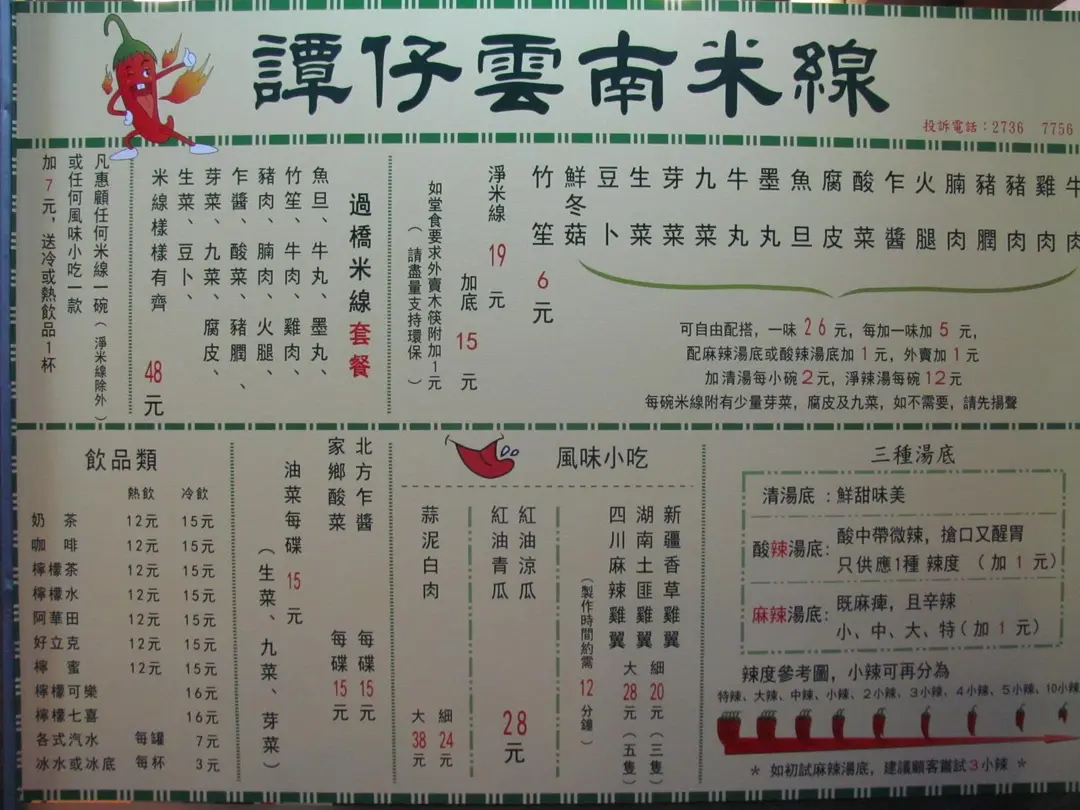 譚仔雲南米線
投訴電話：2736 7756
牛肉
雞肉
豬肉
豬膶
腩肉
火腿
乍醬
酸菜
腐皮
魚旦
墨丸
牛丸
九菜
芽菜
生菜
豆卜
鮮冬菇
竹笙
6元
可自由配搭，一味26元，每加一味加5元，
配麻辣湯底或酸辣湯底加1元，外賣加1元
加清湯每小碗2元，淨辣湯每碗12元
每碗米線附有少量芽菜，腐皮及九菜，如不需要，請先揚聲
淨米線 19 元
加底 15 元
如堂食要求外賣木筷附加1元
（請盡量支持環保）
過橋米線套餐
魚旦、牛丸、墨丸、
竹笙、牛肉、雞肉、
豬肉、腩肉、火腿、
乍醬、酸菜、豬膶、
芽菜、九菜、腐皮、
生菜、豆卜、
米線樣樣有齊 48元
凡惠顧任何米線一碗（淨米線除外）
或任何風味小吃一款
加7元，送冷或熱飲品1杯
飲品類
熱飲 冷飲
奶茶 12元 15元
咖啡 12元 15元
檸檬茶 12元 15元
檸檬水 12元 15元
阿華田 12元 15元
好立克 12元 15元
檸蜜 12元 15元
檸檬可樂 16元
檸檬七喜 16元
各式汽水 每罐 7元
冰水或冰底 每杯 3元
北方乍醬 每碟15元
家鄉酸菜 每碟15元
油菜每碟15元
（生菜、九菜、芽菜）
風味小吃
新疆香草雞翼 細20元（三隻）
湖南土匪雞翼
四川麻辣雞翼 大28元（五隻）
（製作時間約需12分鐘）
紅油涼瓜
紅油青瓜
28元
蒜泥白肉
細24元
大38元
三種湯底
清湯底：鮮甜味美
酸辣湯底：酸中帶微辣，搶口又醒胃
只供應1種 辣度（加 1 元）
麻辣湯底：既麻痺，且辛辣
小、中、大、特（加 1 元）
辣度參考圖，小辣可再分為
特辣、大辣、中辣、小辣、2小辣、3小辣、4小辣、5小辣、10小辣
* 如初試麻辣湯底，建議顧客嘗試3小辣 *